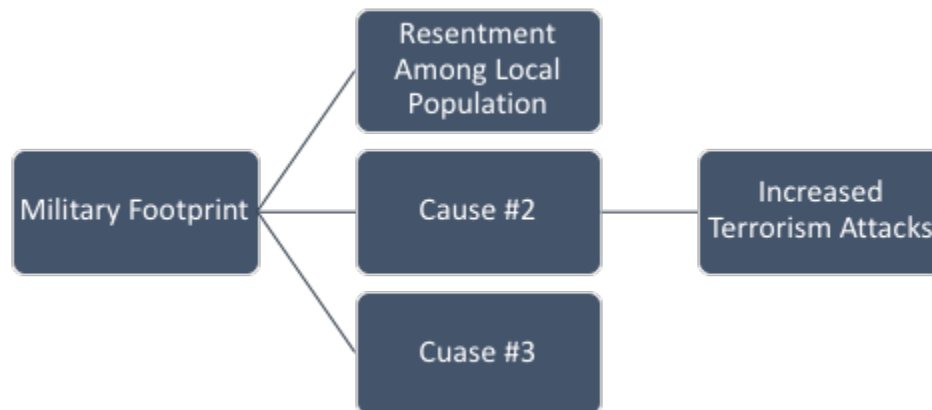 Resentment
Among Local
Population
Military Footprint
Cause #2
Increased
Terrorism Attacks
Cuase #3